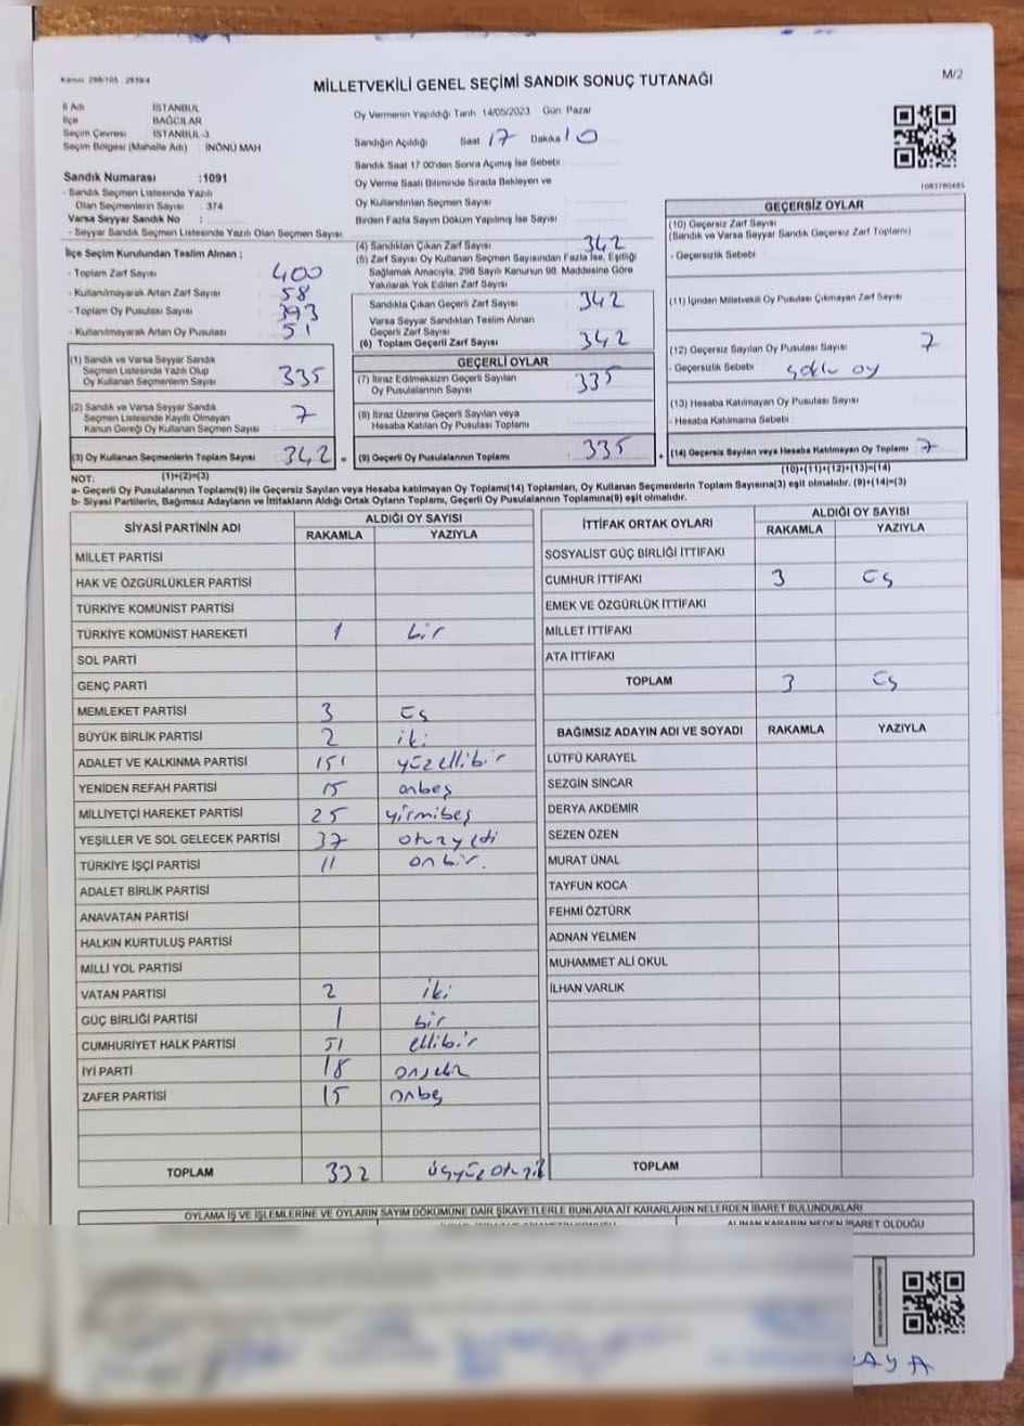 Kanun 298/105 . 2839/4
M/2
MİLLETVEKİLİ GENEL SEÇİMİ SANDIK SONUÇ TUTANAĞI
İl Adı İSTANBUL
İlçe BAĞCILAR
Seçim Çevresi İSTANBUL-3
Seçim Bölgesi (Mahalle Adı) İNÖNÜ MAH
Sandık Numarası :1091
- Sandık Seçmen Listesinde Yazılı
Olan Seçmenlerin Sayısı : 374
Varsa Seyyar Sandık No :
- Seyyar Sandık Seçmen Listesinde Yazılı Olan Seçmen Sayısı
İlçe Seçim Kurulundan Teslim Alınan :
- Toplam Zarf Sayısı 400
- Kullanılmayarak Artan Zarf Sayısı 58
- Toplam Oy Pusulası Sayısı 393
- Kullanılmayarak Artan Oy Pusulası 51
(1) Sandık ve Varsa Seyyar Sandık
Seçmen Listesinde Yazılı Olup
Oy Kullanan Seçmenlerin Sayısı 335
(2) Sandık ve Varsa Seyyar Sandık
Seçmen Listesinde Kayıtlı Olmayan
Kanun Gereği Oy Kullanan Seçmen Sayısı 7
(3) Oy Kullanan Seçmenlerin Toplam Sayısı 342 =
(1)+(2)=(3)
Oy Vermenin Yapıldığı Tarih 14/05/2023 Gün Pazar
Sandığın Açıldığı Saat 17 Dakika 10
Sandık Saat 17.00'den Sonra Açılmış İse Sebebi
Oy Verme Saati Bitiminde Sırada Bekleyen ve
Oy Kullandırılan Seçmen Sayısı
Birden Fazla Sayım Döküm Yapılmış İse Sayısı
(4) Sandıktan Çıkan Zarf Sayısı 342
(5) Zarf Sayısı Oy Kullanan Seçmen Sayısından Fazla İse, Eşitliği
Sağlamak Amacıyla, 298 Sayılı Kanunun 98. Maddesine Göre
Yakılarak Yok Edilen Zarf Sayısı
Sandıkta Çıkan Geçerli Zarf Sayısı 342
Varsa Seyyar Sandıktan Teslim Alınan
Geçerli Zarf Sayısı
(6) Toplam Geçerli Zarf Sayısı 342
GEÇERLİ OYLAR
(7) İtiraz Edilmeksizin Geçerli Sayılan
Oy Pusulalarının Sayısı 335
(8) İtiraz Üzerine Geçerli Sayılan veya
Hesaba Katılan Oy Pusulası Toplamı
(9) Geçerli Oy Pusulalarının Toplamı 335 +
1083780485
GEÇERSİZ OYLAR
(10) Geçersiz Zarf Sayısı
(Sandık ve Varsa Seyyar Sandık Geçersiz Zarf Toplamı)
- Geçersizlik Sebebi
(11) İçinden Milletvekili Oy Pusulası Çıkmayan Zarf Sayısı
(12) Geçersiz Sayılan Oy Pusulası Sayısı 7
- Geçersizlik Sebebi
(13) Hesaba Katılmayan Oy Pusulası Sayısı
- Hesaba Katılmama Sebebi
(14) Geçersiz Sayılan veya Hesaba Katılmayan Oy Toplamı 7
(10)+(11)+(12)+(13)=(14)
NOT:
a- Geçerli Oy Pusulalarının Toplamı(9) ile Geçersiz Sayılan veya Hesaba katılmayan Oy Toplamı(14) Toplamları, Oy Kullanan Seçmenlerin Toplam Sayısına(3) eşit olmalıdır. (9)+(14)=(3)
b- Siyasi Partilerin, Bağımsız Adayların ve İttifakların Aldığı Ortak Oyların Toplamı, Geçerli Oy Pusulalarının Toplamına(9) eşit olmalıdır.
SİYASİ PARTİNİN ADI ALDIĞI OY SAYISI
RAKAMLA YAZIYLA
MİLLET PARTİSİ
HAK VE ÖZGÜRLÜKLER PARTİSİ
TÜRKİYE KOMÜNİST PARTİSİ
TÜRKİYE KOMÜNİST HAREKETİ 1 bir
SOL PARTİ
GENÇ PARTİ
MEMLEKET PARTİSİ 3 üş
BÜYÜK BİRLİK PARTİSİ 2 iki
ADALET VE KALKINMA PARTİSİ 151 yüzellibir
YENİDEN REFAH PARTİSİ 15 onbeş
MİLLİYETÇİ HAREKET PARTİSİ 25 yirmibeş
YEŞİLLER VE SOL GELECEK PARTİSİ 37 otuzyedi
TÜRKİYE İŞÇİ PARTİSİ 11 onbir.
ADALET BİRLİK PARTİSİ
ANAVATAN PARTİSİ
HALKIN KURTULUŞ PARTİSİ
MİLLİ YOL PARTİSİ
VATAN PARTİSİ 2 iki
GÜÇ BİRLİĞİ PARTİSİ 1 bir
CUMHURİYET HALK PARTİSİ 51 ellibir
İYİ PARTİ 18 onsekiz
ZAFER PARTİSİ 15 onbeş
TOPLAM 332
İTTİFAK ORTAK OYLARI ALDIĞI OY SAYISI
RAKAMLA YAZIYLA
SOSYALİST GÜÇ BİRLİĞİ İTTİFAKI
CUMHUR İTTİFAKI 3 üş
EMEK VE ÖZGÜRLÜK İTTİFAKI
MİLLET İTTİFAKI
ATA İTTİFAKI
TOPLAM 3 üş
BAĞIMSIZ ADAYIN ADI VE SOYADI RAKAMLA YAZIYLA
LÜTFÜ KARAYEL
SEZGİN SİNCAR
DERYA AKDEMİR
SEZEN ÖZEN
MURAT ÜNAL
TAYFUN KOCA
FEHMİ ÖZTÜRK
ADNAN YELMEN
MUHAMMET ALİ OKUL
İLHAN VARLIK
TOPLAM
OYLAMA İŞ VE İŞLEMLERİNE VE OYLARIN SAYIM DÖKÜMÜNE DAİR ŞİKAYETLERLE BUNLARA AİT KARARLARIN NELERDEN İBARET BULUNDUKLARI
ALINAN KARARIN NEDEN İBARET OLDUĞU